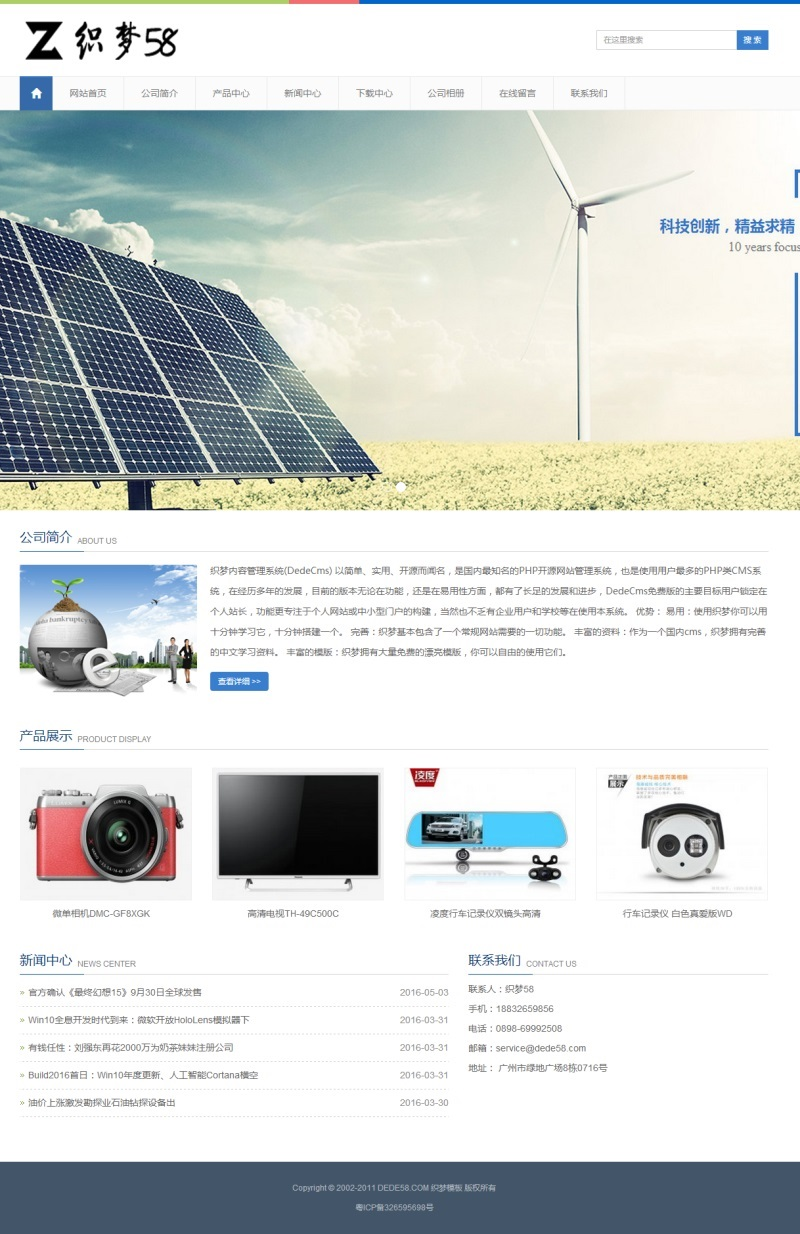 织梦58
在这里搜索
搜 索
网站首页
公司简介
产品中心
新闻中心
下载中心
公司相册
在线留言
联系我们
科技创新，精益求精
10 years focus
公司简介 ABOUT US
织梦内容管理系统(DedeCms) 以简单、实用、开源而闻名，是国内最知名的PHP开源网站管理系统，也是使用用户最多的PHP类CMS系
统，在经历多年的发展，目前的版本无论在功能，还是在易用性方面，都有了长足的发展和进步，DedeCms免费版的主要目标用户锁定在
个人站长，功能更专注于个人网站或中小型门户的构建，当然也不乏有企业用户和学校等在使用本系统。 优势： 易用：使用织梦你可以用
十分钟学习它，十分钟搭建一个。 完善：织梦基本包含了一个常规网站需要的一切功能。 丰富的资料：作为一个国内cms，织梦拥有完善
的中文学习资料。 丰富的模版：织梦拥有大量免费的漂亮模版，你可以自由的使用它们。
查看详细 >>
产品展示 PRODUCT DISPLAY
凌度
微单相机DMC-GF8XGK
高清电视TH-49C500C
凌度行车记录仪双镜头高清
行车记录仪 白色真爱版WD
新闻中心 NEWS CENTER
» 官方确认《最终幻想15》9月30日全球发售 2016-05-03
» Win10全息开发时代到来：微软开放HoloLens模拟器下 2016-03-31
» 有钱任性：刘强东再花2000万为奶茶妹妹注册公司 2016-03-31
» Build2016首日：Win10年度更新、人工智能Cortana横空 2016-03-31
» 油价上涨激发勘探业石油钻探设备出 2016-03-30
联系我们 CONTACT US
联系人：织梦58
手机：18832659856
电话：0898-69992508
邮箱：service@dede58.com
地址： 广州市绿地广场8栋0716号
Copyright © 2002-2011 DEDE58.COM 织梦模板 版权所有
粤ICP备326595698号